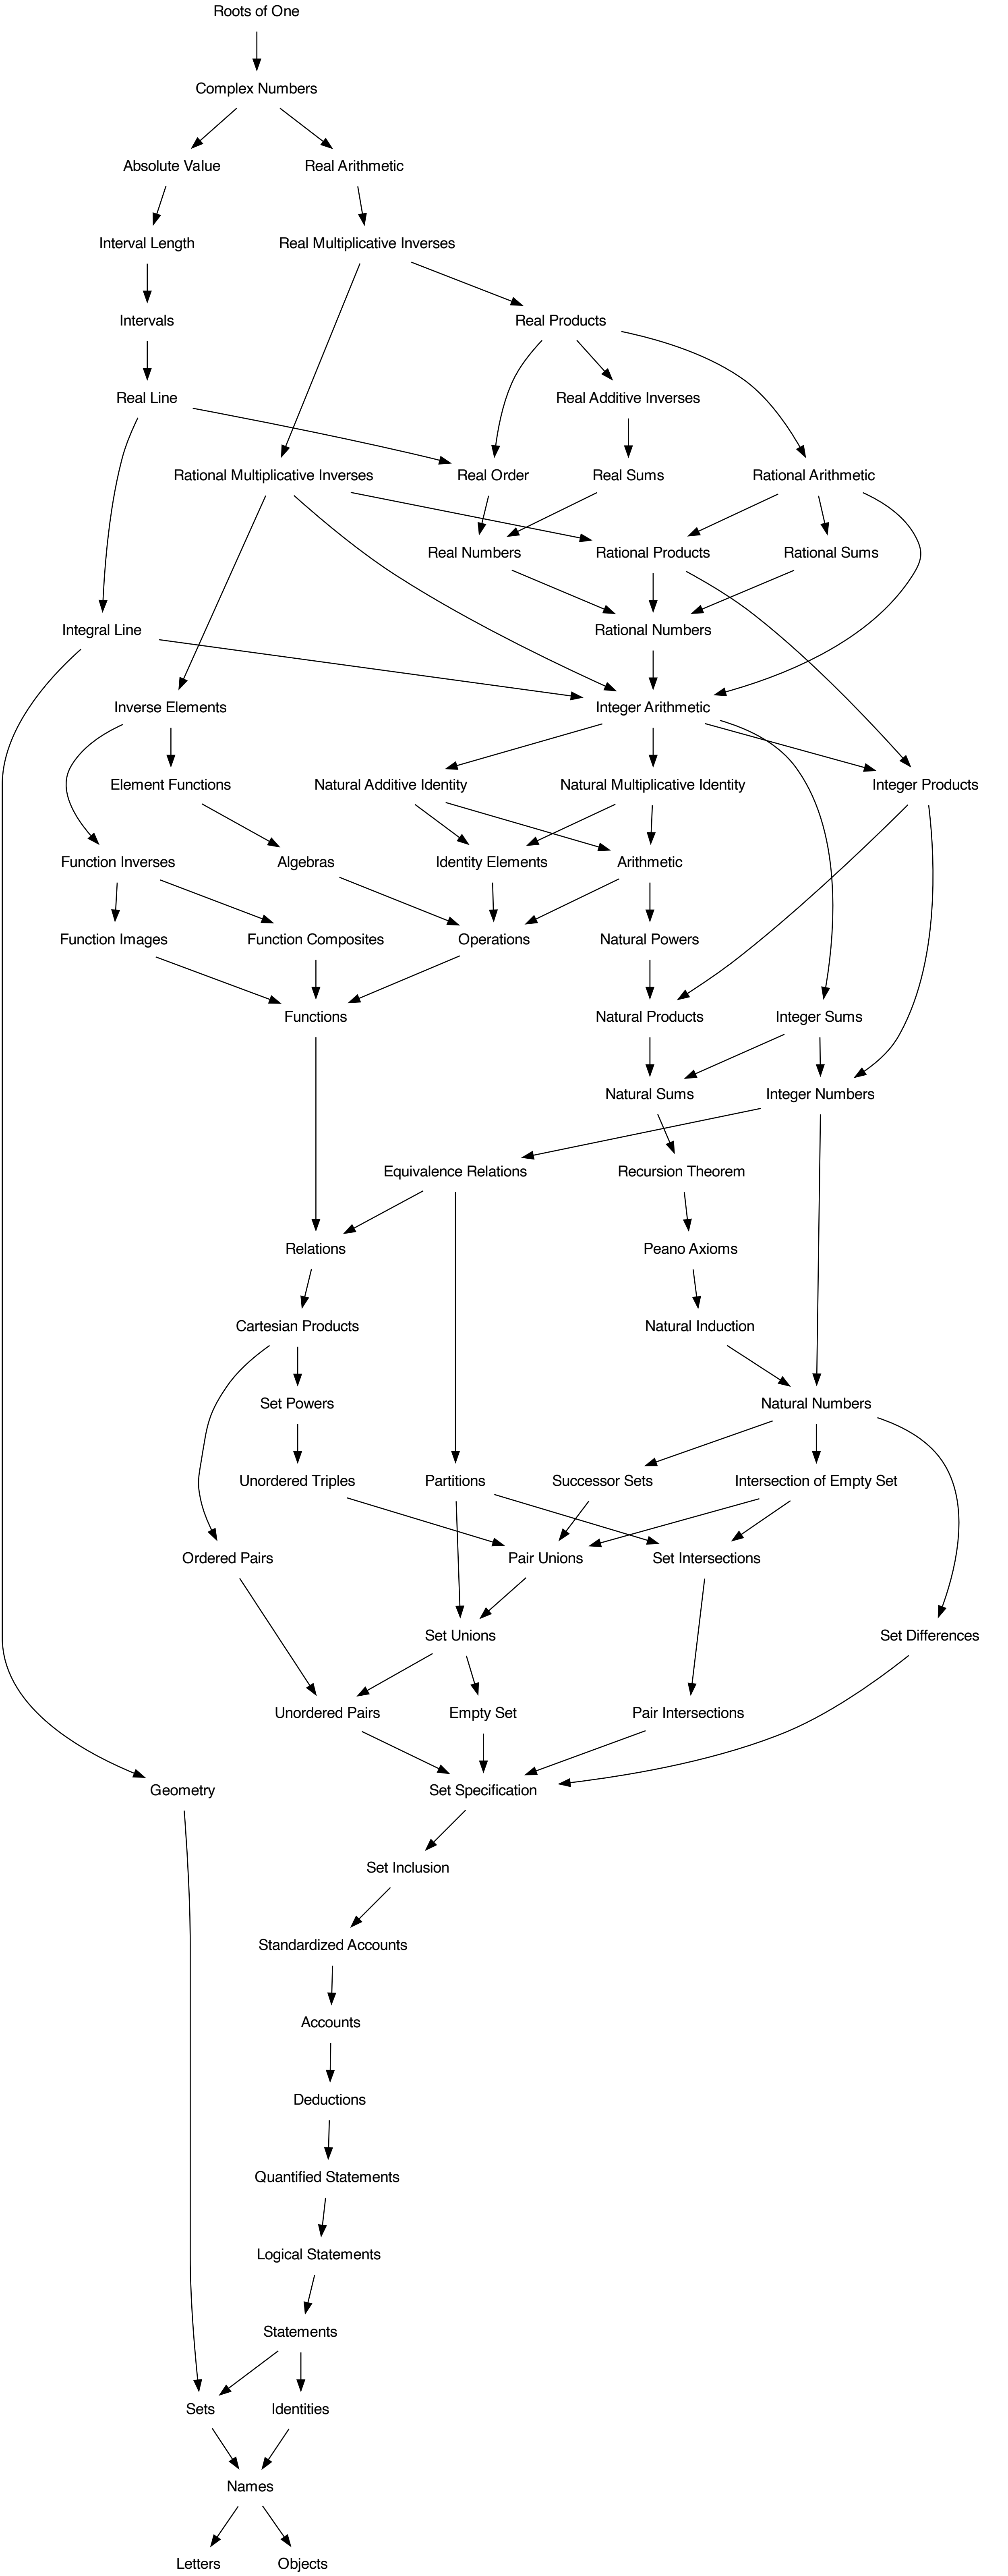 Roots of One
Complex Numbers
Absolute Value
Real Arithmetic
Interval Length
Real Multiplicative Inverses
Intervals
Real Products
Real Line
Real Additive Inverses
Rational Multiplicative Inverses
Real Order
Real Sums
Rational Arithmetic
Real Numbers
Rational Products
Rational Sums
Integral Line
Rational Numbers
Inverse Elements
Integer Arithmetic
Element Functions
Natural Additive Identity
Natural Multiplicative Identity
Integer Products
Function Inverses
Algebras
Identity Elements
Arithmetic
Function Images
Function Composites
Operations
Natural Powers
Functions
Natural Products
Integer Sums
Natural Sums
Integer Numbers
Equivalence Relations
Recursion Theorem
Relations
Peano Axioms
Cartesian Products
Natural Induction
Set Powers
Natural Numbers
Unordered Triples
Partitions
Successor Sets
Intersection of Empty Set
Ordered Pairs
Pair Unions
Set Intersections
Set Unions
Set Differences
Unordered Pairs
Empty Set
Pair Intersections
Geometry
Set Specification
Set Inclusion
Standardized Accounts
Accounts
Deductions
Quantified Statements
Logical Statements
Statements
Sets
Identities
Names
Letters
Objects